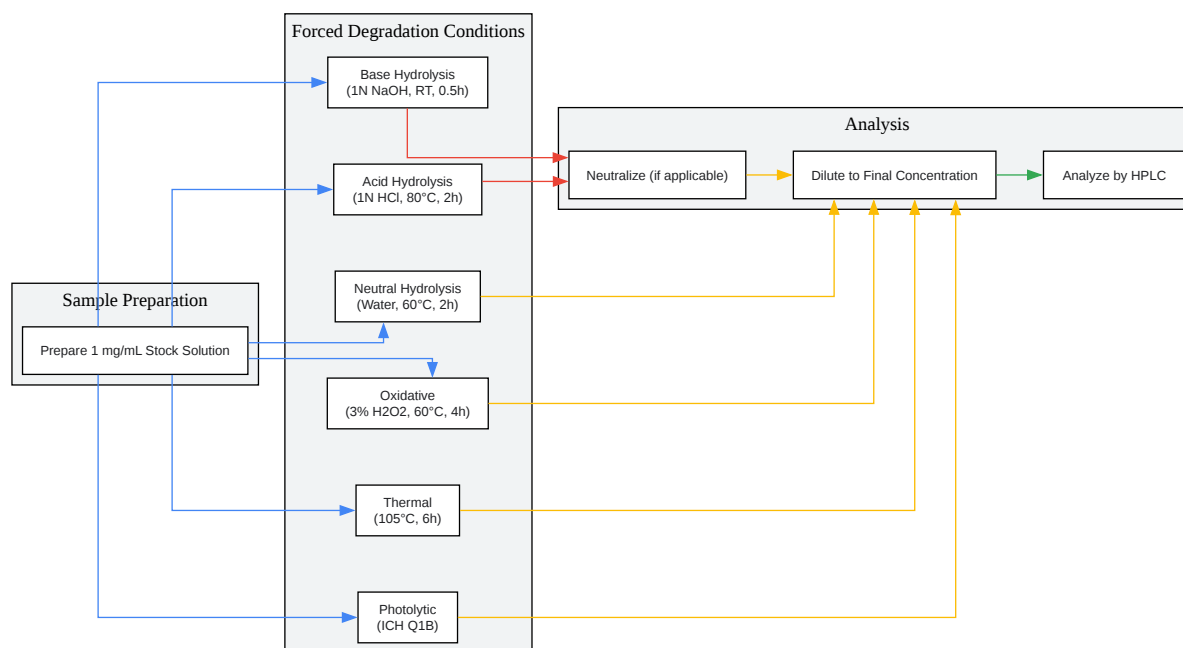 Forced Degradation Conditions
Base Hydrolysis
(1N NaOH, RT, 0.5h)
Acid Hydrolysis
(1N HCl, 80°C, 2h)
Neutral Hydrolysis
(Water, 60°C, 2h)
Oxidative
(3% H2O2, 60°C, 4h)
Thermal
(105°C, 6h)
Photolytic
(ICH Q1B)
Sample Preparation
Prepare 1 mg/mL Stock Solution
Analysis
Neutralize (if applicable)
Dilute to Final Concentration
Analyze by HPLC